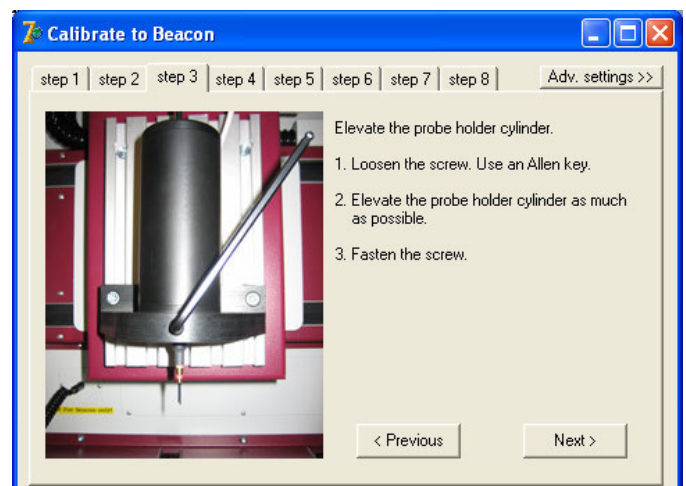 Calibrate to Beacon
step 1 step 2 step 3 step 4 step 5 step 6 step 7 step 8 Adv. settings >>
Elevate the probe holder cylinder.
1. Loosen the screw. Use an Allen key.
2. Elevate the probe holder cylinder as much
as possible.
3. Fasten the screw.
< Previous Next >